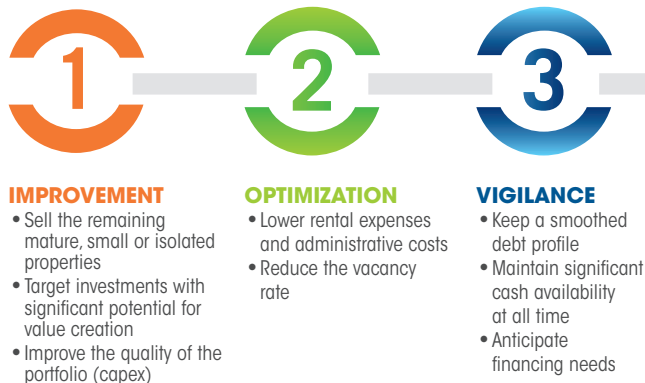 1
IMPROVEMENT
• Sell the remaining
mature, small or isolated
properties
• Target investments with
significant potential for
value creation
• Improve the quality of the
portfolio (capex)
2
OPTIMIZATION
• Lower rental expenses
and administrative costs
• Reduce the vacancy
rate
3
VIGILANCE
• Keep a smoothed
debt profile
• Maintain significant
cash availability
at all time
• Anticipate
financing needs